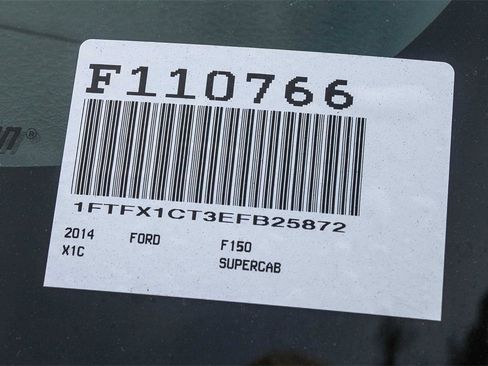 F110766
1FTFX1CT3EFB25872
2014 FORD F150
X1C SUPERCAB